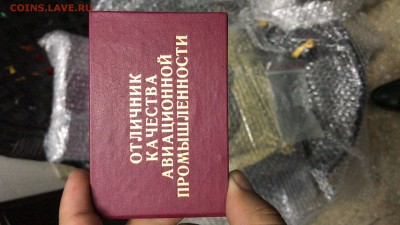 COINS.LAVE.RU
ОТЛИЧНИК
КАЧЕСТВА
АВИАЦИОННОЙ
ПРОМЫШЛЕННОСТИ